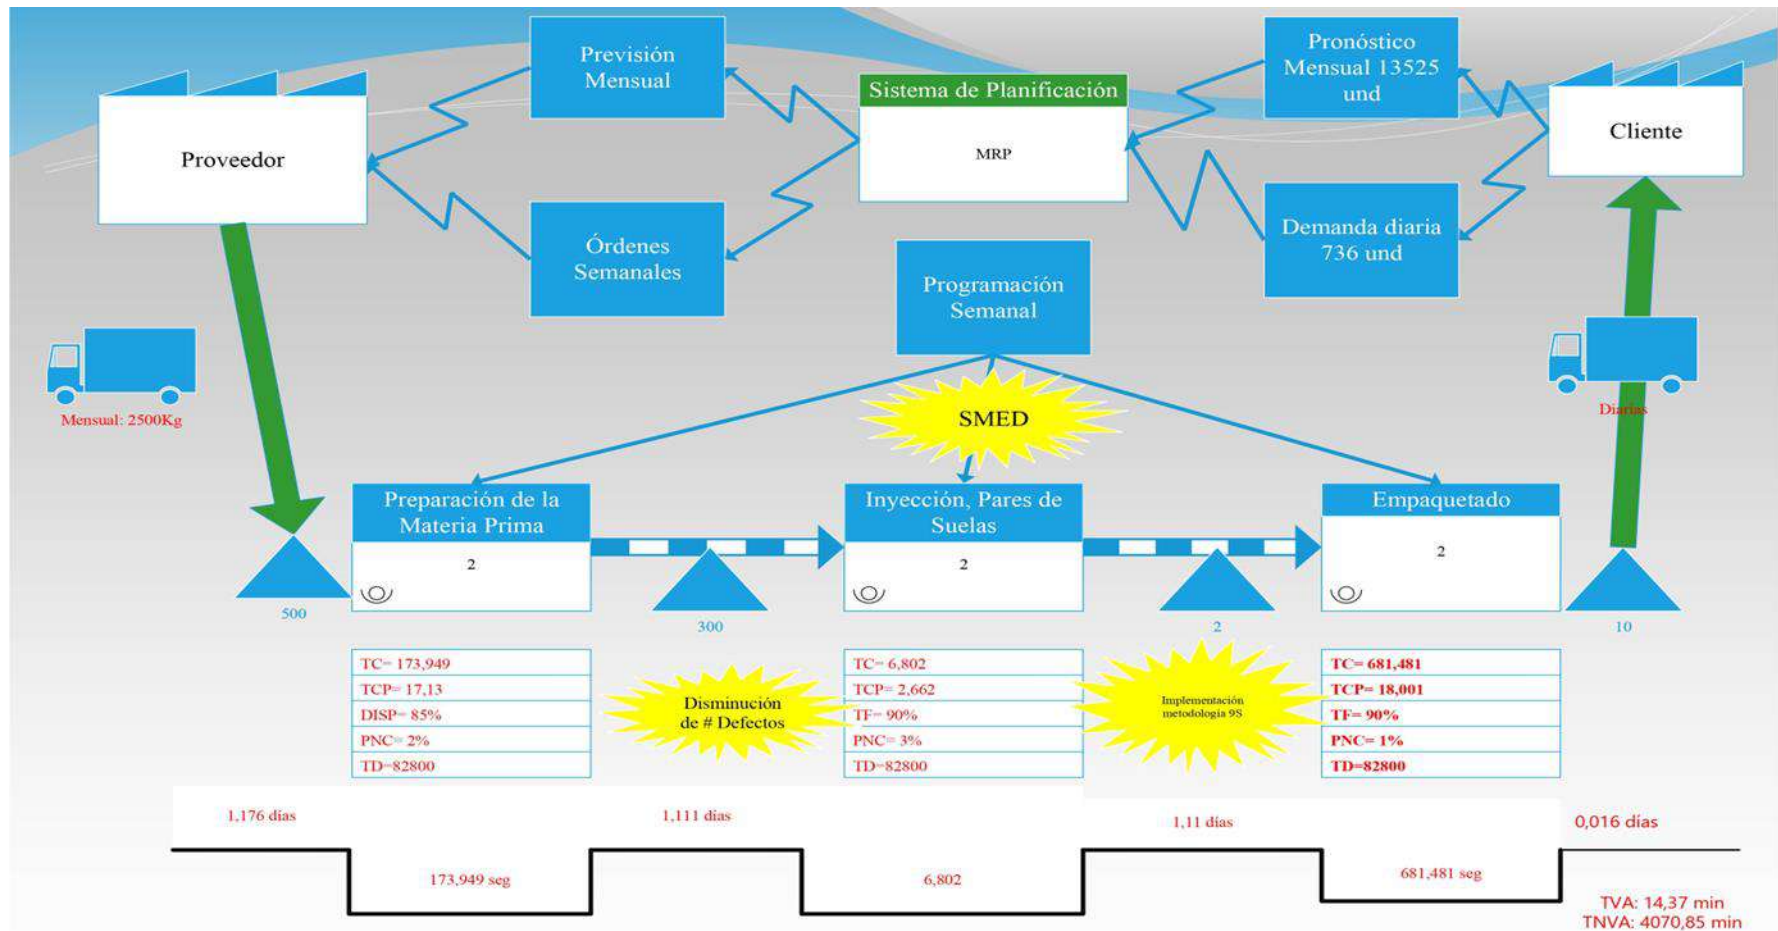 Previsión
Mensual
Pronóstico
Mensual 13525
und
Sistema de Planificación
MRP
Proveedor
Cliente
Órdenes
Semanales
Demanda diaria
736 und
Programación
Semanal
Mensual: 2500Kg
Diarias
SMED
Preparación de la
Materia Prima
2
Inyección, Pares de
Suelas
2
Empaquetado
2
500
300
2
10
TC= 173,949
TCP= 17,13
DISP= 85%
PNC= 2%
TD=82800
Disminución
de # Defectos
TC= 6,802
TCP= 2,662
TF= 90%
PNC= 3%
TD=82800
Implementación
metodología 9S
TC= 681,481
TCP= 18,001
TF= 90%
PNC= 1%
TD=82800
1,176 días
1,111 días
1,11 días
0,016 días
173,949 seg
6,802
681,481 seg
TVA: 14,37 min
TNVA: 4070,85 min